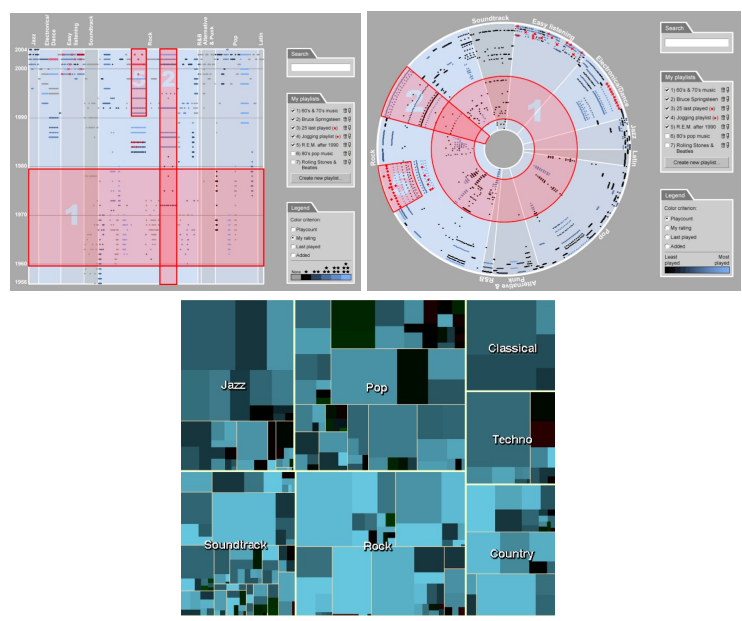 Jazz
Electronica/
Dance
Easy
listening
Soundtrack
Rock
R&B
Alternative
& Punk
Pop
Latin
2004
2000
1990
1980
1970
1960
1956
1
2
Search
My playlists
1) 60's & 70's music
2) Bruce Springsteen
3) 25 last played
4) Jogging playlist
5) R.E.M. after 1990
6) 80's pop music
7) Rolling Stones &
Beatles
Create new playlist...
Legend
Color criterion:
Playcount
My rating
Last played
Added
None
Soundtrack
Easy listening
Electronica/Dance
Jazz
Latin
Pop
Alternative &
Punk
R&B
Rock
1
Search
My playlists
1) 60's & 70's music
2) Bruce Springsteen
3) 25 last played
4) Jogging playlist
5) R.E.M. after 1990
6) 80's pop music
7) Rolling Stones &
Beatles
Create new playlist...
Legend
Color criterion:
Playcount
My rating
Last played
Added
Least
played
Most
played
Jazz
Pop
Classical
Techno
Soundtrack
Rock
Country